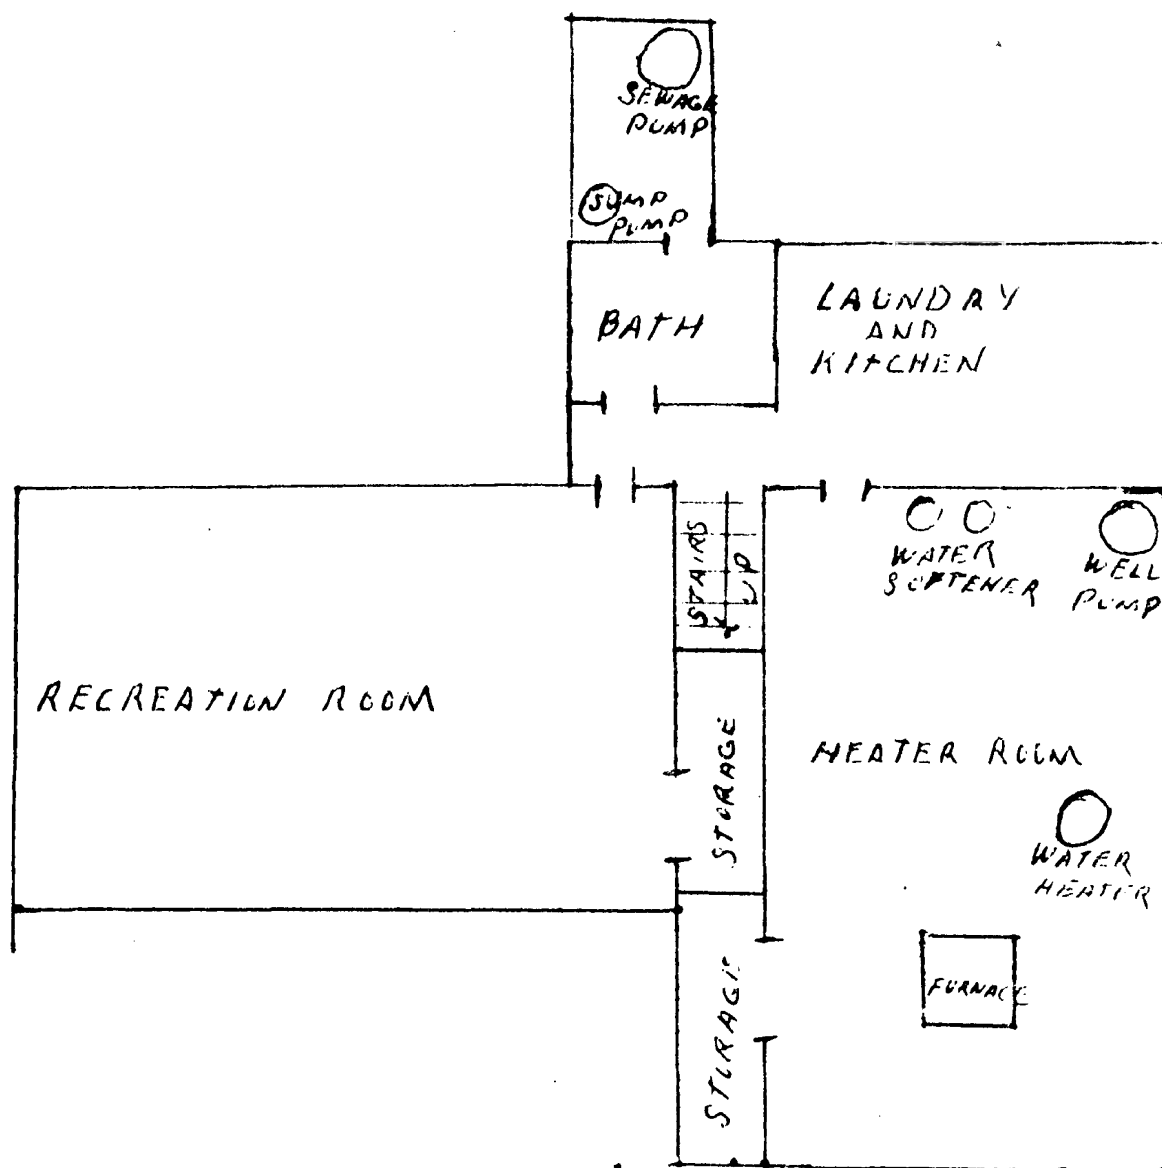 SEWAGE
PUMP
SUMP
PUMP
BATH
LAUNDRY
AND
KITCHEN
STAIRS
UP
WATER
SOFTENER
WELL
PUMP
RECREATION ROOM
STORAGE
HEATER ROOM
WATER
HEATER
STORAGE
FURNACE